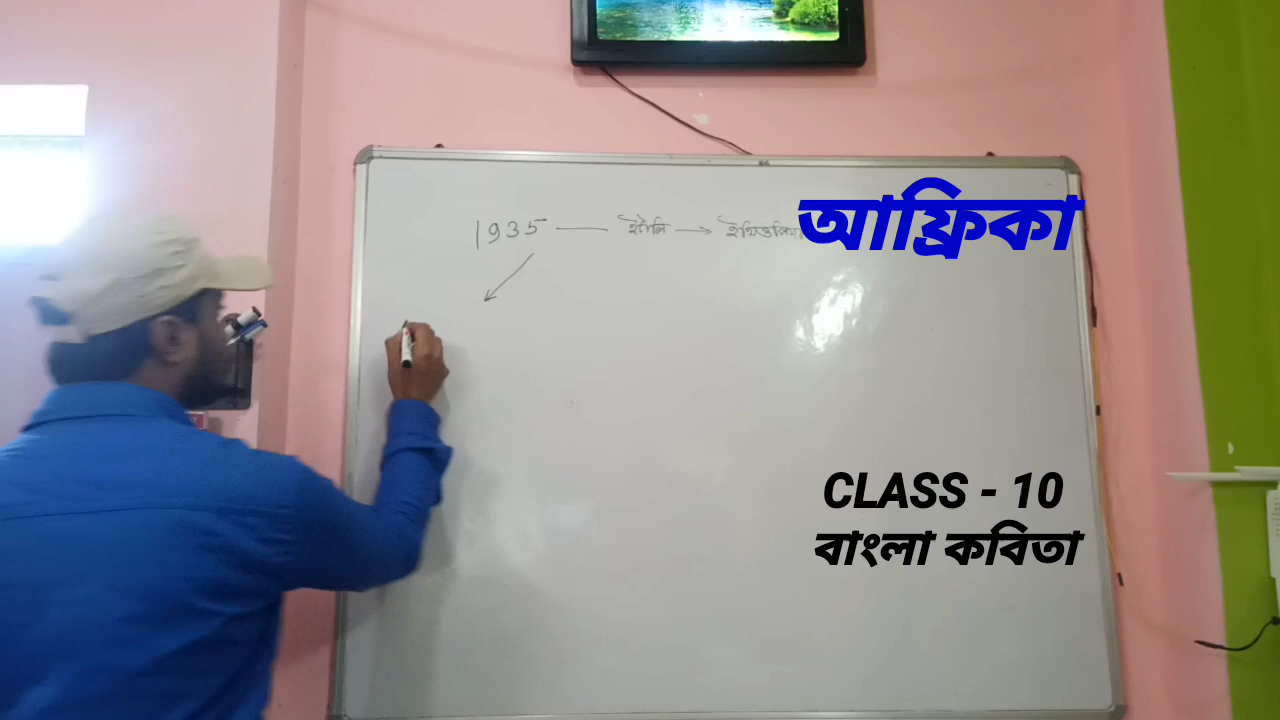 1935 — ইটালি → ইথিওপিয়া
আফ্রিকা
CLASS - 10
বাংলা কবিতা